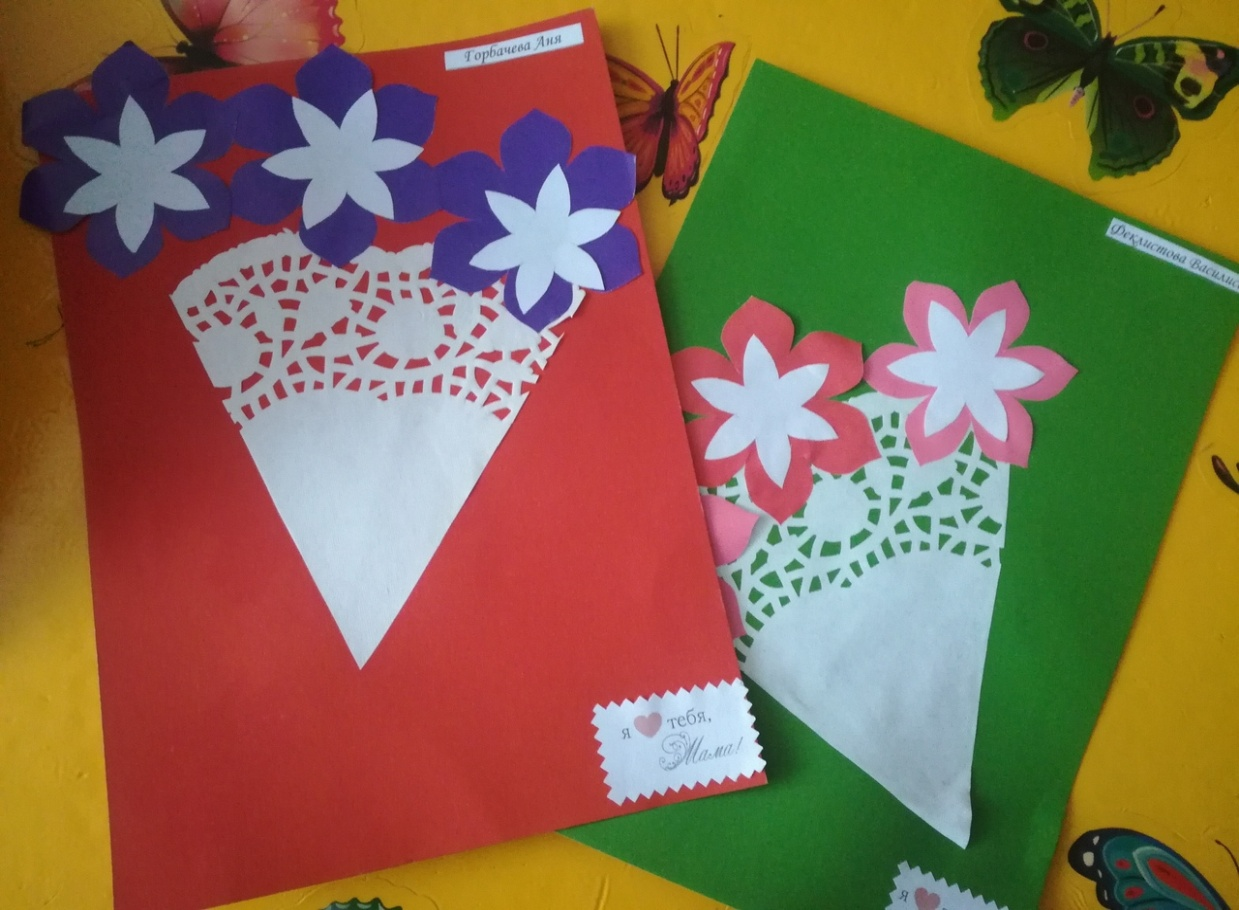 Горбачева Аня
я ❤ тебя,
Мама!
Феклистова
я ❤